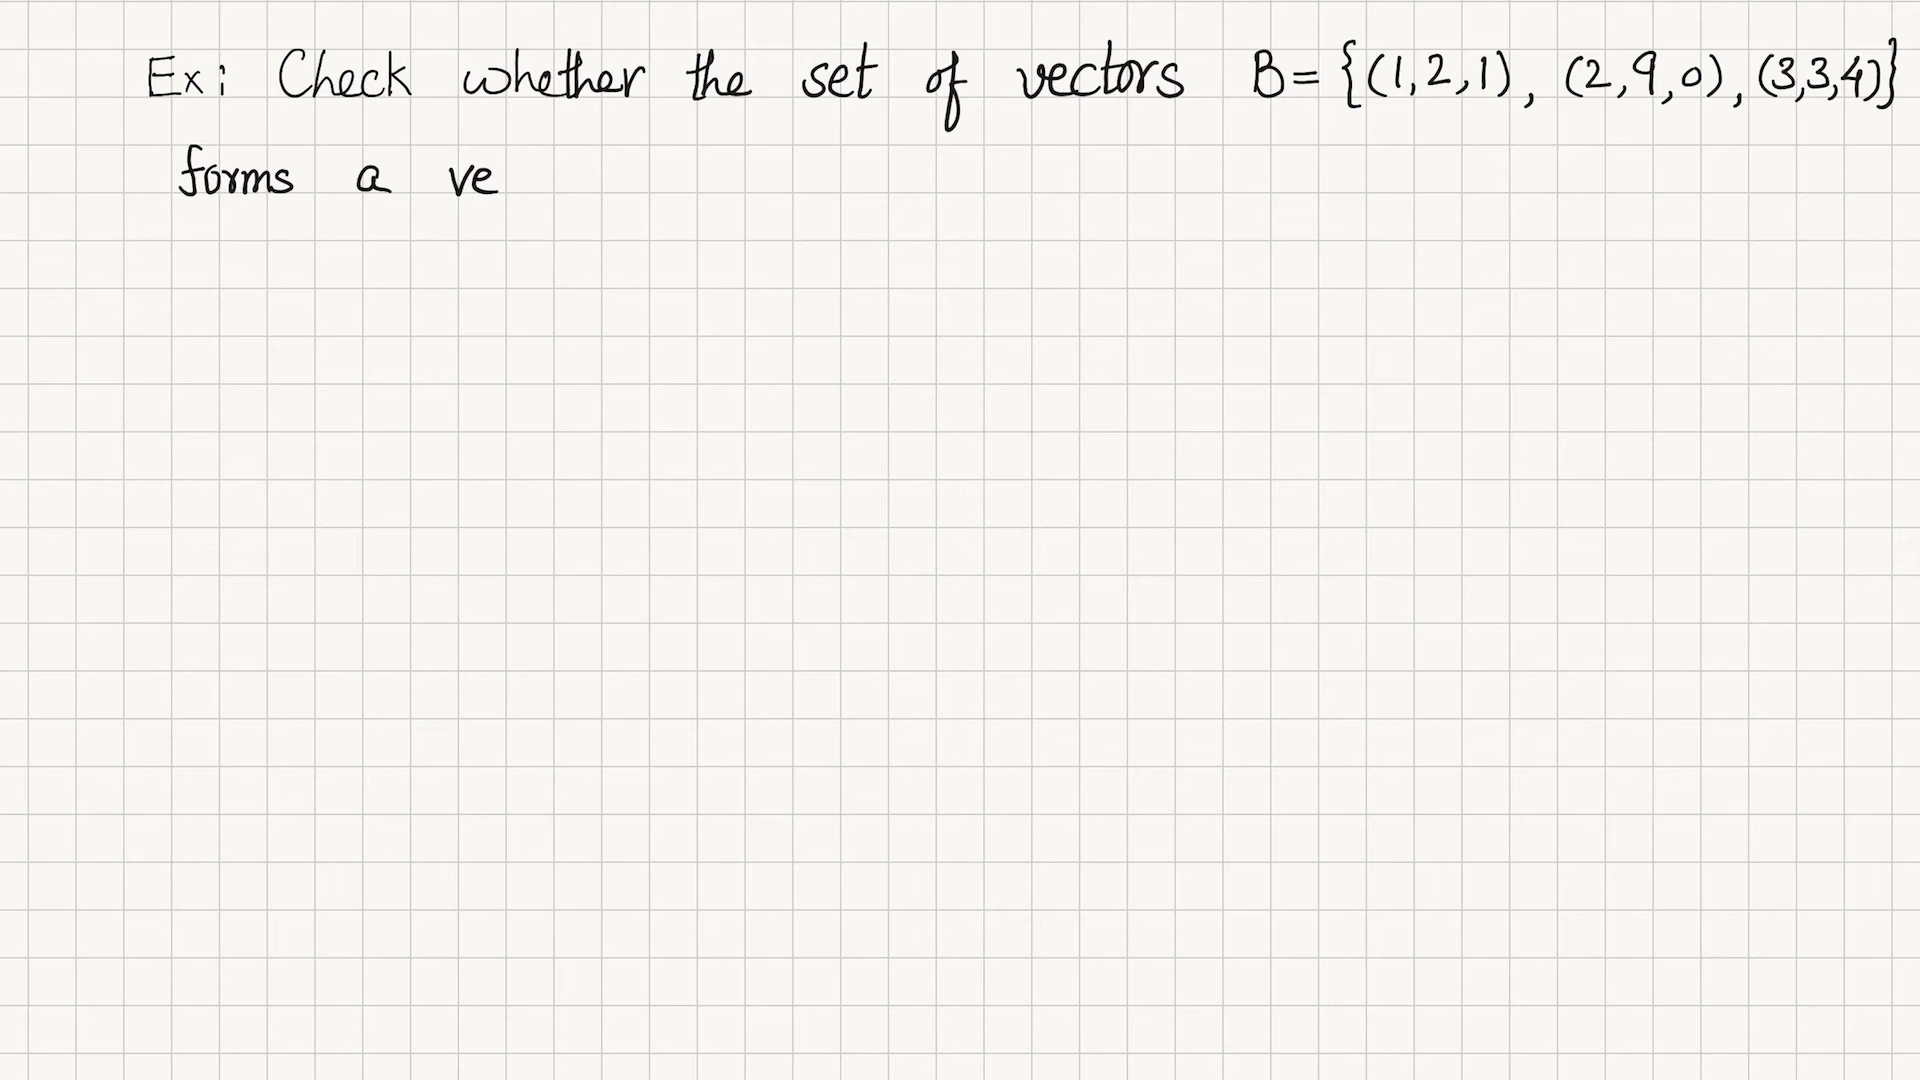 Ex: Check whether the set of vectors B={(1,2,1), (2,9,0), (3,3,4)}
forms a ve